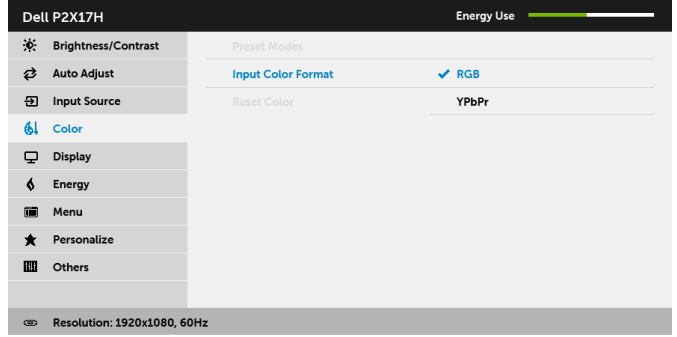 Dell P2X17H Energy Use
Brightness/Contrast Preset Modes
Auto Adjust Input Color Format RGB
Input Source Reset Color YPbPr
Color
Display
Energy
Menu
Personalize
Others
Resolution: 1920x1080, 60Hz